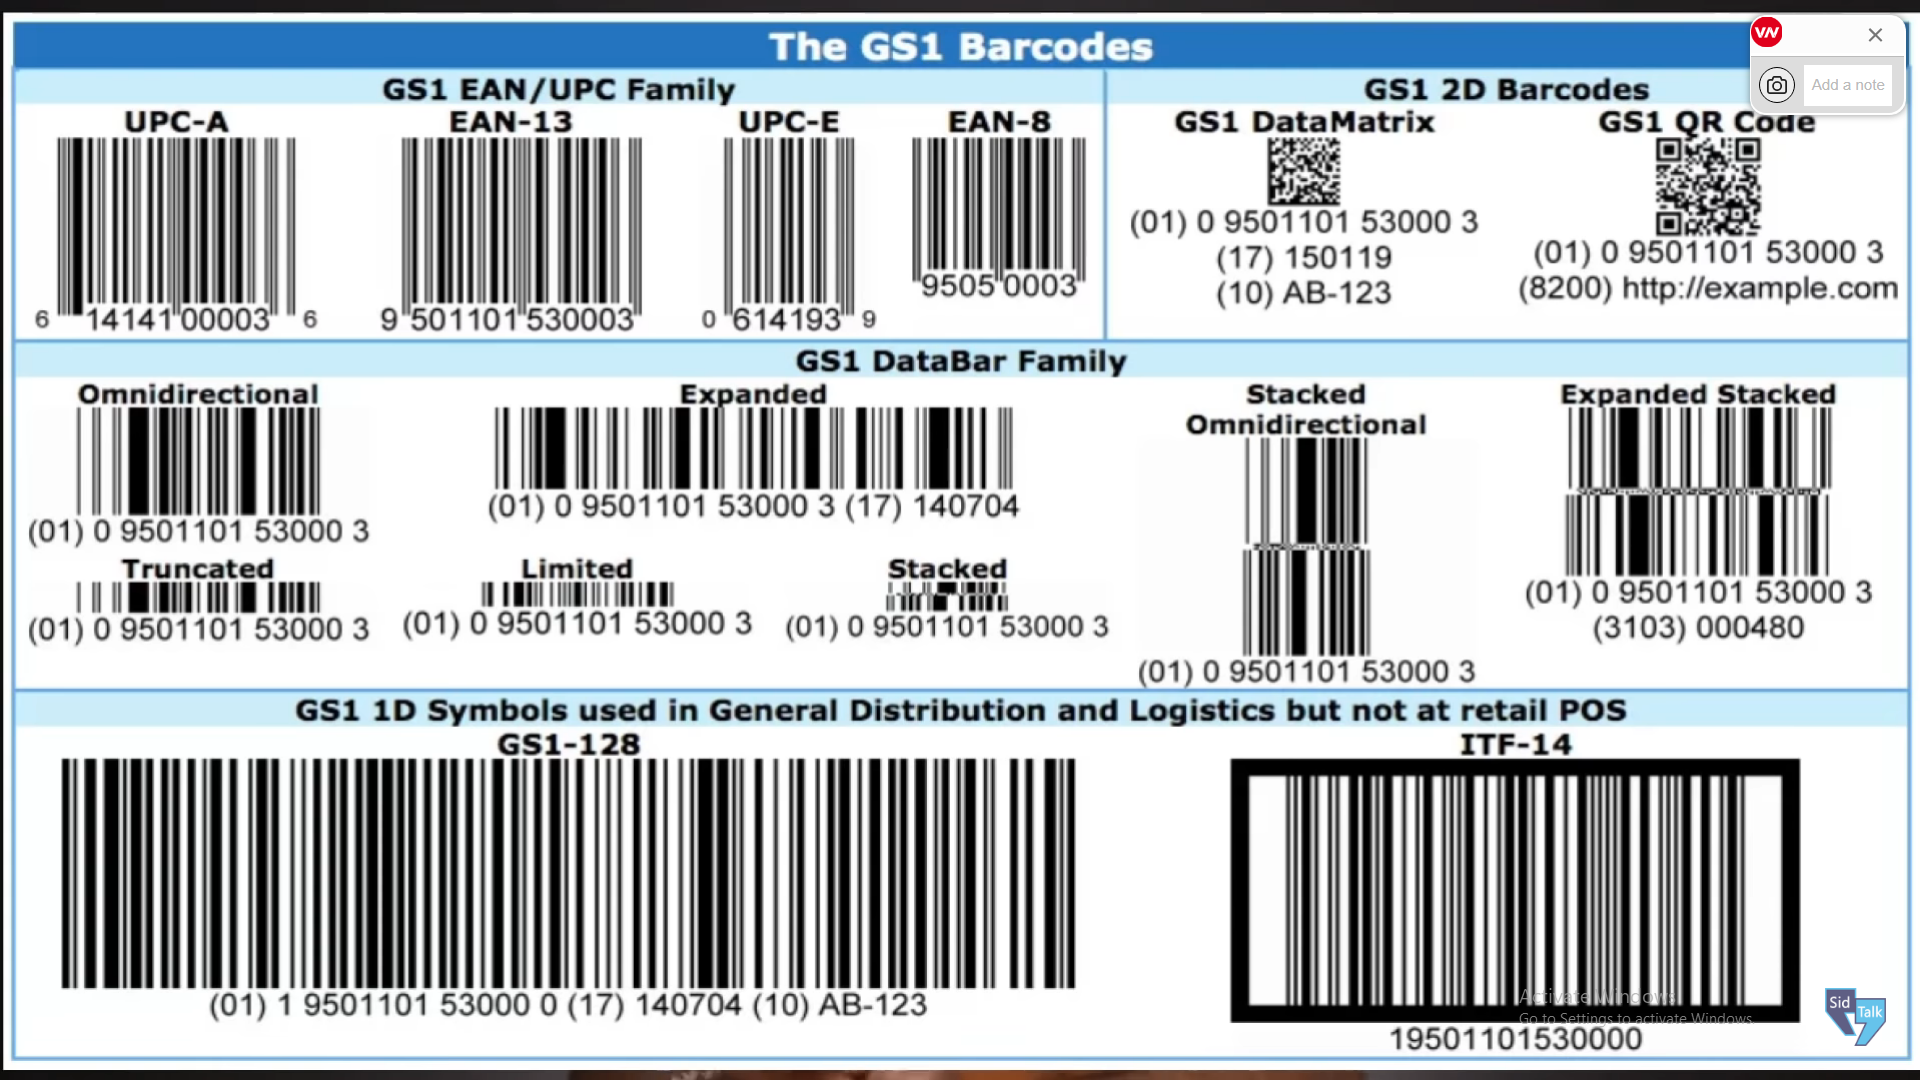 The GS1 Barcodes
GS1 EAN/UPC Family
UPC-A
EAN-13
UPC-E
EAN-8
6 14141 00003 6
9 501101 530003
0 614193 9
9505 0003
GS1 2D Barcodes
GS1 DataMatrix
(01) 0 9501101 53000 3
(17) 150119
(10) AB-123
GS1 QR Code
(01) 0 9501101 53000 3
(8200) http://example.com
VN
Add a note
GS1 DataBar Family
Omnidirectional
(01) 0 9501101 53000 3
Expanded
(01) 0 9501101 53000 3 (17) 140704
Stacked
Omnidirectional
(01) 0 9501101 53000 3
Expanded Stacked
(01) 0 9501101 53000 3
(3103) 000480
Truncated
(01) 0 9501101 53000 3
Limited
(01) 0 9501101 53000 3
Stacked
(01) 0 9501101 53000 3
GS1 1D Symbols used in General Distribution and Logistics but not at retail POS
GS1-128
(01) 1 9501101 53000 0 (17) 140704 (10) AB-123
ITF-14
19501101530000
Activate Windows
Go to Settings to activate Windows.
Sid
Talk